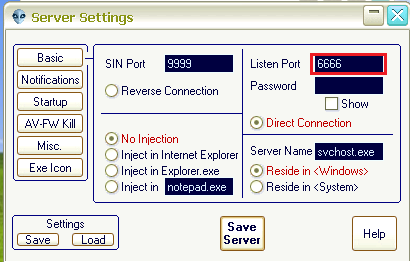 Server Settings
Basic
Notifications
Startup
AV-FW Kill
Misc.
Exe Icon
SIN Port 9999
Reverse Connection
No Injection
Inject in Internet Explorer
Inject in Explorer.exe
Inject in notepad.exe
Listen Port 6666
Password
Show
Direct Connection
Server Name svchost.exe
Reside in <Windows>
Reside in <System>
Settings
Save Load
Save
Server
Help